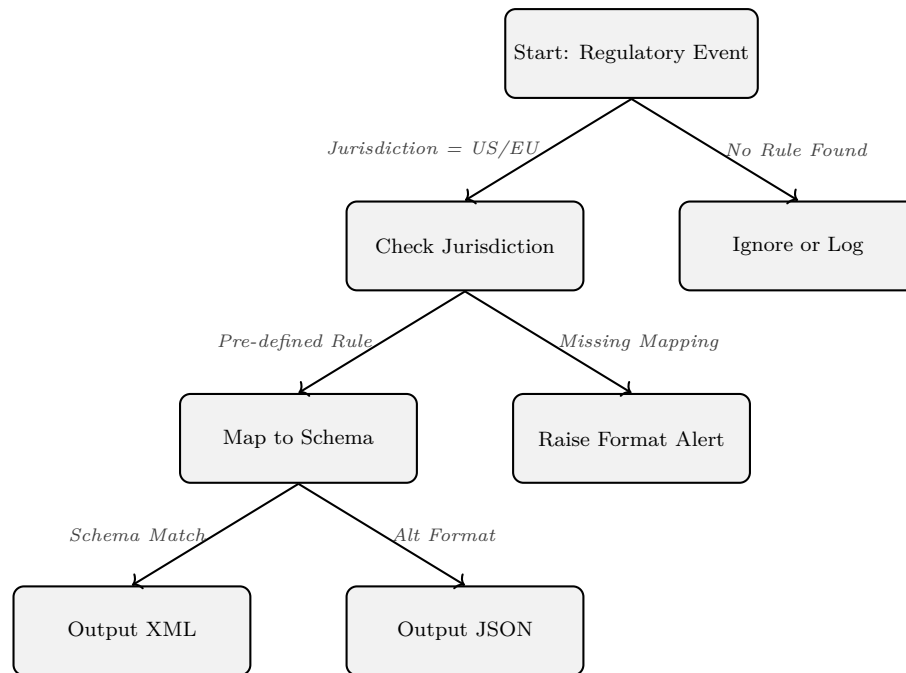 Start: Regulatory Event
Jurisdiction = US/EU
No Rule Found
Check Jurisdiction
Ignore or Log
Pre-defined Rule
Missing Mapping
Map to Schema
Raise Format Alert
Schema Match
Alt Format
Output XML
Output JSON